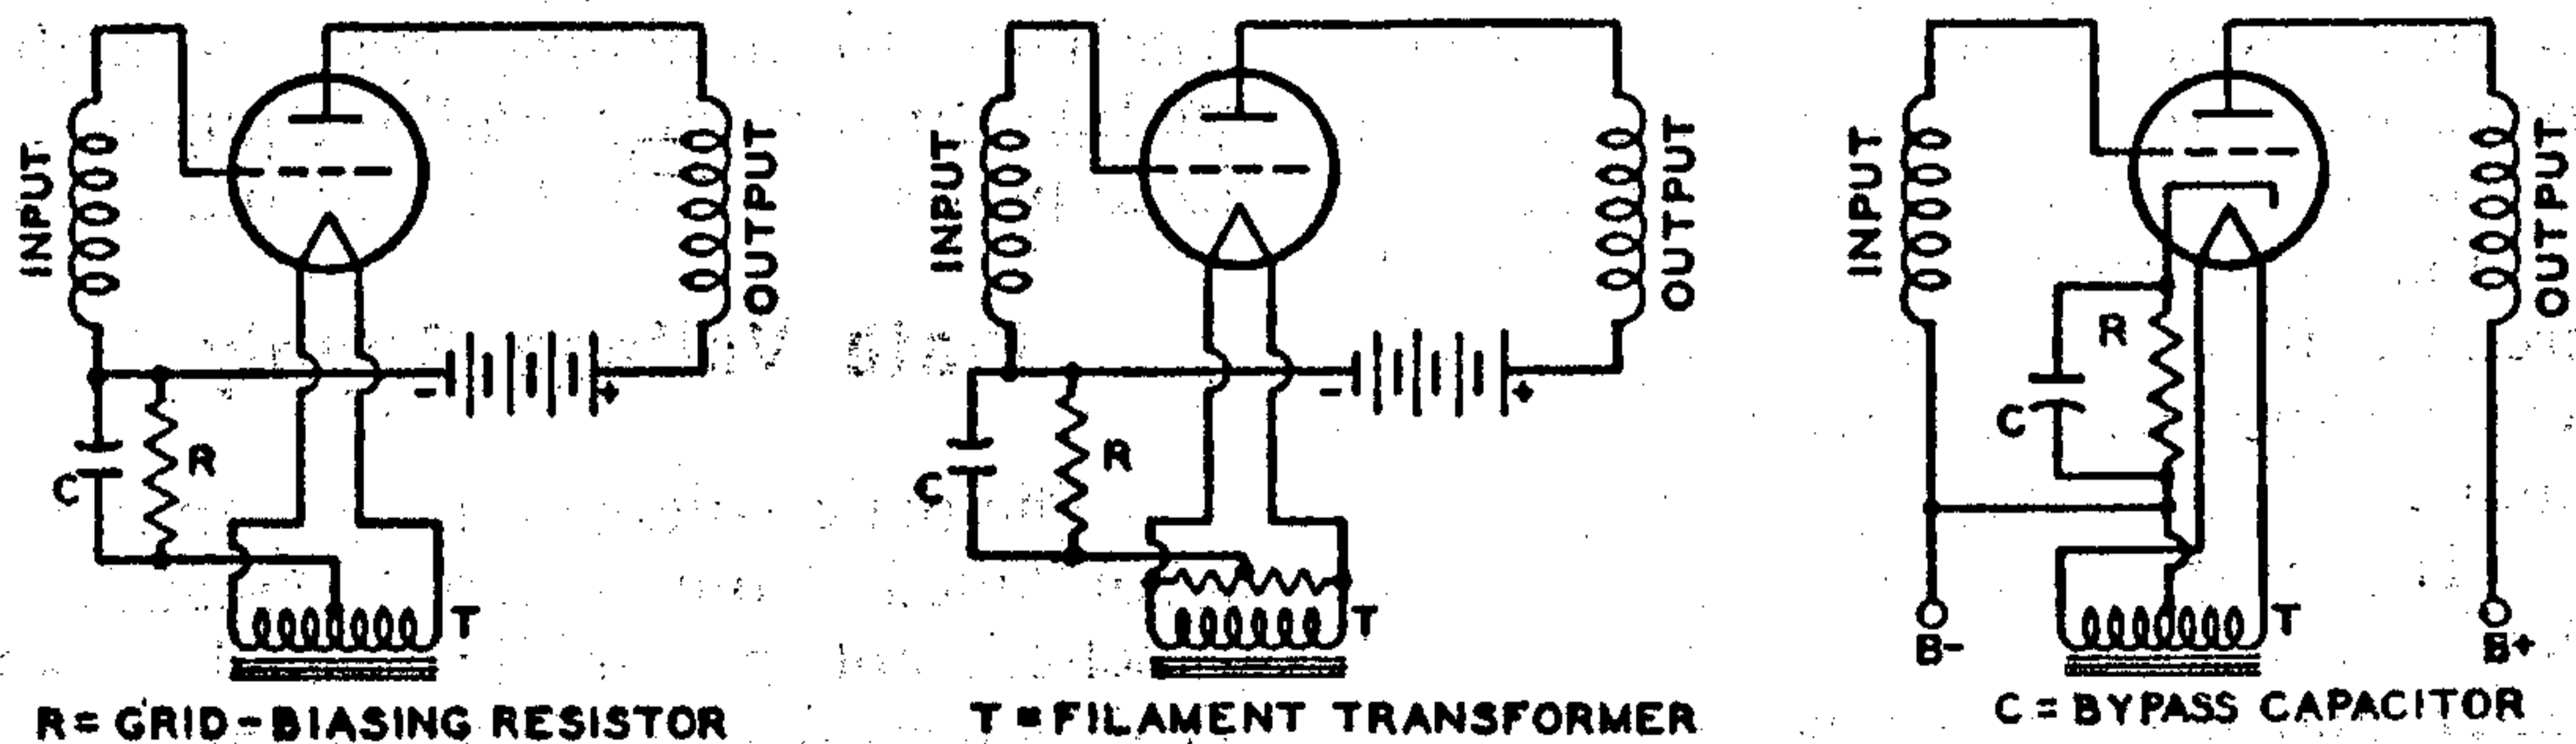 INPUT
OUTPUT
- +
C
R
T
R = GRID-BIASING RESISTOR
INPUT
OUTPUT
- +
C
R
T
T = FILAMENT TRANSFORMER
INPUT
OUTPUT
R
C
T
B-
B+
C = BYPASS CAPACITOR